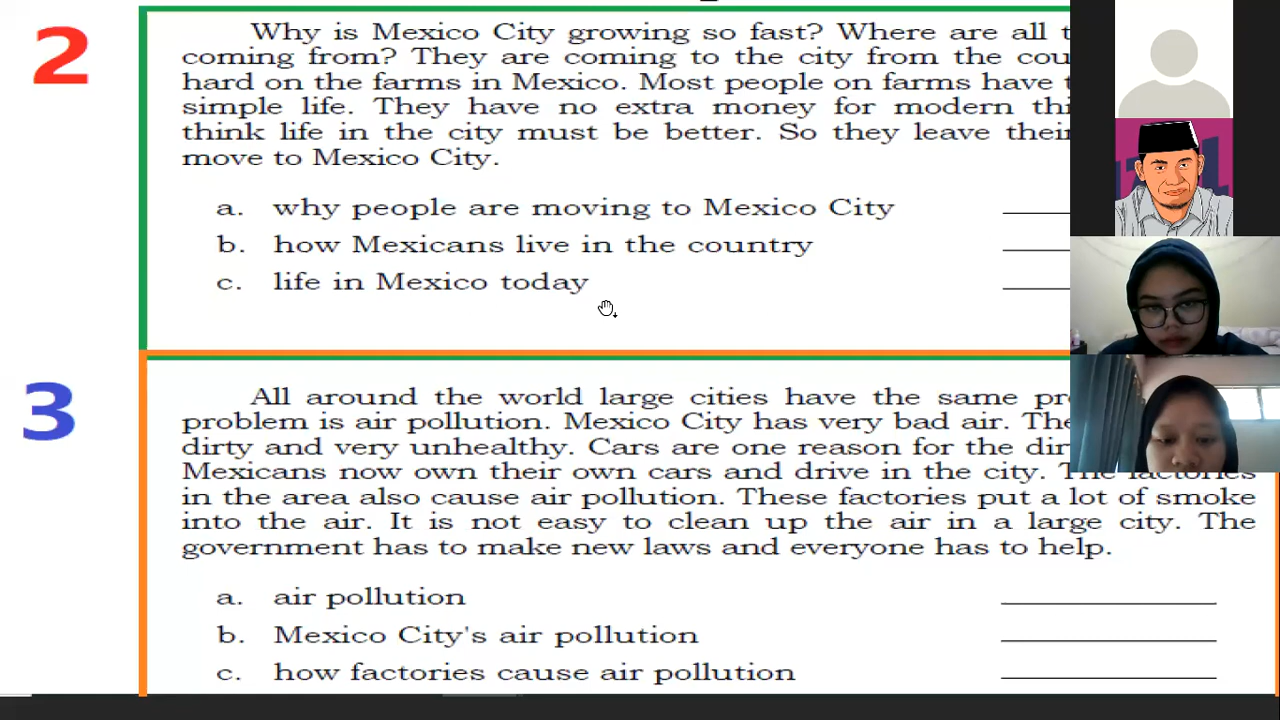 2
Why is Mexico City growing so fast? Where are all
coming from? They are coming to the city from the
hard on the farms in Mexico. Most people on farms have
simple life. They have no extra money for modern
think life in the city must be better. So they leave
move to Mexico City.
a. why people are moving to Mexico City
b. how Mexicans live in the country
c. life in Mexico today
3
All around the world large cities have the same
problem is air pollution. Mexico City has very bad air.
dirty and very unhealthy. Cars are one reason for the
Mexicans now own their own cars and drive in the city. The factories
in the area also cause air pollution. These factories put a lot of smoke
into the air. It is not easy to clean up the air in a large city. The
government has to make new laws and everyone has to help.
a. air pollution
b. Mexico City's air pollution
c. how factories cause air pollution